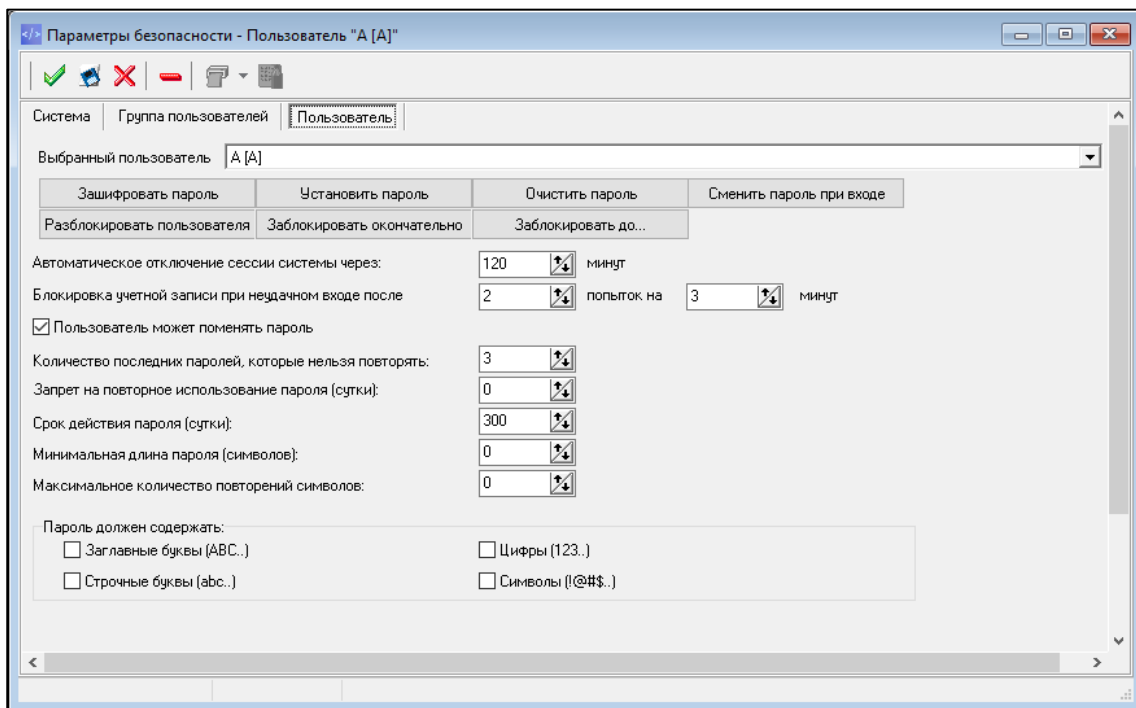 Параметры безопасности - Пользователь "A [A]"
Система Группа пользователей Пользователь
Выбранный пользователь A [A]
Зашифровать пароль Установить пароль Очистить пароль Сменить пароль при входе
Разблокировать пользователя Заблокировать окончательно Заблокировать до...
Автоматическое отключение сессии системы через: 120 минут
Блокировка учетной записи при неудачном входе после 2 попыток на 3 минут
Пользователь может поменять пароль
Количество последних паролей, которые нельзя повторять: 3
Запрет на повторное использование пароля (сутки): 0
Срок действия пароля (сутки): 300
Минимальная длина пароля (символов): 0
Максимальное количество повторений символов: 0
Пароль должен содержать:
Заглавные буквы (ABC..) Цифры (123..)
Строчные буквы (abc..) Символы (!@#$..)